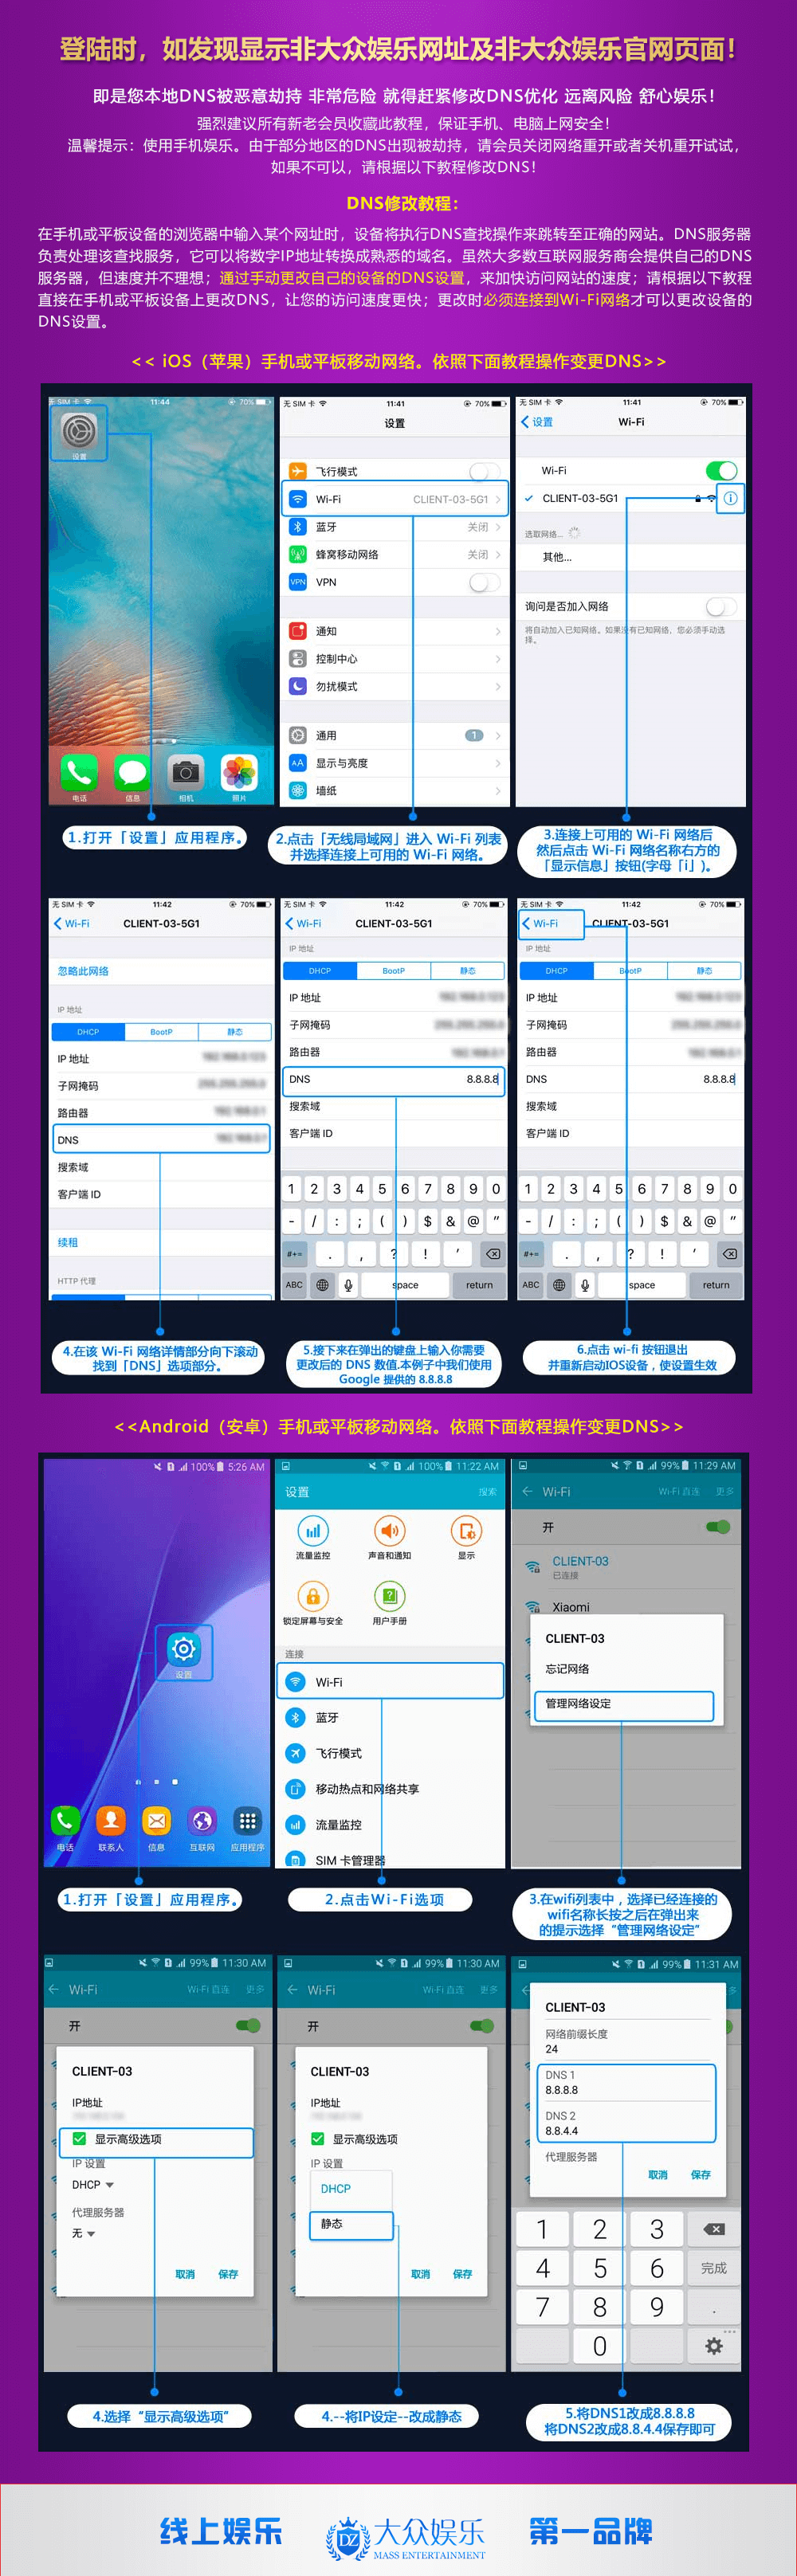 登陆时，如发现显示非大众娱乐网址及非大众娱乐官网页面！
即是您本地DNS被恶意劫持 非常危险 就得赶紧修改DNS优化 远离风险 舒心娱乐！
强烈建议所有新老会员收藏此教程，保证手机、电脑上网安全！
温馨提示：使用手机娱乐。由于部分地区的DNS出现被劫持，请会员关闭网络重开或者关机重开试试，
如果不可以，请根据以下教程修改DNS！
DNS修改教程：
在手机或平板设备的浏览器中输入某个网址时，设备将执行DNS查找操作来跳转至正确的网站。DNS服务器
负责处理该查找服务，它可以将数字IP地址转换成熟悉的域名。虽然大多数互联网服务商会提供自己的DNS
服务器，但速度并不理想；通过手动更改自己的设备的DNS设置，来加快访问网站的速度；请根据以下教程
直接在手机或平板设备上更改DNS，让您的访问速度更快；更改时必须连接到Wi-Fi网络才可以更改设备的
DNS设置。
<< iOS（苹果）手机或平板移动网络。依照下面教程操作变更DNS>>
无 SIM 卡 11:44 70%
设置
电话 信息 相机 照片
1.打开「设置」应用程序。
无 SIM 卡 11:41 70%
设置
飞行模式
Wi-Fi CLIENT-03-5G1
蓝牙 关闭
蜂窝移动网络 关闭
VPN VPN
通知
控制中心
勿扰模式
通用 1
AA 显示与亮度
墙纸
2.点击「无线局域网」进入 Wi-Fi 列表
并选择连接上可用的 Wi-Fi 网络。
无 SIM 卡 11:41 70%
设置 Wi-Fi
Wi-Fi
CLIENT-03-5G1
选取网络...
其他...
询问是否加入网络
将自动加入已知网络。如果没有已知网络，您必须手动选
择。
3.连接上可用的 Wi-Fi 网络后
然后点击 Wi-Fi 网络名称右方的
「显示信息」按钮(字母「i」)。
无 SIM 卡 11:42 70%
Wi-Fi CLIENT-03-5G1
忽略此网络
IP 地址
DHCP BootP 静态
IP 地址
子网掩码
路由器
DNS
搜索域
客户端 ID
续租
HTTP 代理
4.在该 Wi-Fi 网络详情部分向下滚动
找到「DNS」选项部分。
无 SIM 卡 11:42 70%
Wi-Fi CLIENT-03-5G1
IP 地址
DHCP BootP 静态
IP 地址
子网掩码
路由器
DNS 8.8.8.8
搜索域
客户端 ID
1 2 3 4 5 6 7 8 9 0
- / : ; ( ) $ & @ "
#+= . , ? ! '
ABC space return
5.接下来在弹出的键盘上输入你需要
更改后的 DNS 数值.本例子中我们使用
Google 提供的 8.8.8.8
无 SIM 卡 11:42 70%
Wi-Fi CLIENT-03-5G1
IP 地址
DHCP BootP 静态
IP 地址
子网掩码
路由器
DNS 8.8.8.8
搜索域
客户端 ID
1 2 3 4 5 6 7 8 9 0
- / : ; ( ) $ & @ "
#+= . , ? ! '
ABC space return
6.点击 wi-fi 按钮退出
并重新启动IOS设备，使设置生效
<<Android（安卓）手机或平板移动网络。依照下面教程操作变更DNS>>
100% 5:26 AM
设置
电话 联系人 信息 互联网 应用程序
1.打开「设置」应用程序。
100% 11:22 AM
设置 搜索
流量监控 声音和通知 显示
锁定屏幕与安全 用户手册
连接
Wi-Fi
蓝牙
飞行模式
移动热点和网络共享
流量监控
SIM 卡管理器
2.点击Wi-Fi选项
99% 11:29 AM
Wi-Fi Wi-Fi 直连 更多
开
CLIENT-03
已连接
Xiaomi
CLIENT-03
忘记网络
管理网络设定
3.在wifi列表中，选择已经连接的
wifi名称长按之后在弹出来
的提示选择“管理网络设定”
99% 11:30 AM
Wi-Fi Wi-Fi 直连 更多
开
CLIENT-03
IP地址
显示高级选项
IP 设置
DHCP
代理服务器
无
取消 保存
4.选择“显示高级选项”
99% 11:30 AM
Wi-Fi Wi-Fi 直连 更多
开
CLIENT-03
IP地址
显示高级选项
IP 设置
DHCP
静态
取消 保存
4.--将IP设定--改成静态
99% 11:31 AM
CLIENT-03
网络前缀长度
24
DNS 1
8.8.8.8
DNS 2
8.8.4.4
代理服务器
取消 保存
1 2 3
4 5 6 完成
7 8 9 .
0
5.将DNS1改成8.8.8.8
将DNS2改成8.8.4.4保存即可
线上娱乐 DZ 大众娱乐 第一品牌
MASS ENTERTAINMENT